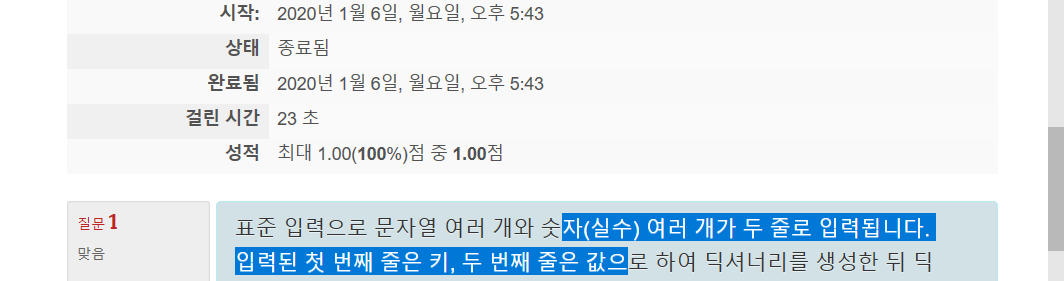 시작: 2020년 1월 6일, 월요일, 오후 5:43
상태 종료됨
완료됨 2020년 1월 6일, 월요일, 오후 5:43
걸린 시간 23 초
성적 최대 1.00(100%)점 중 1.00점
질문 1
맞음
표준 입력으로 문자열 여러 개와 숫자(실수) 여러 개가 두 줄로 입력됩니다.
입력된 첫 번째 줄은 키, 두 번째 줄은 값으로 하여 딕셔너리를 생성한 뒤 딕